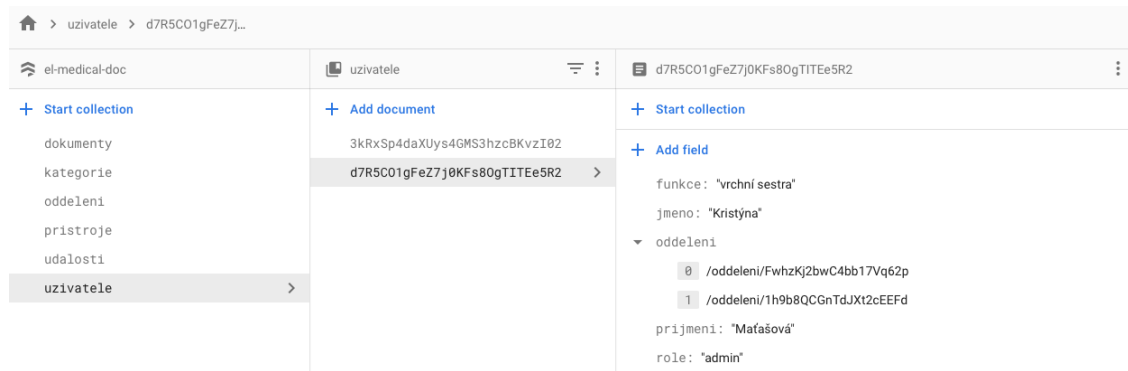 uzivatele > d7R5CO1gFeZ7j…
el-medical-doc
Start collection
dokumenty
kategorie
oddeleni
pristroje
udalosti
uzivatele
uzivatele
Add document
3kRxSp4daXUys4GMS3hzcBKvzI02
d7R5CO1gFeZ7j0KFs8OgTITEe5R2
d7R5CO1gFeZ7j0KFs8OgTITEe5R2
Start collection
Add field
funkce: "vrchní sestra"
jmeno: "Kristýna"
oddeleni
0 /oddeleni/FwhzKj2bwC4bb17Vq62p
1 /oddeleni/1h9b8QCGnTdJXt2cEEFd
prijmeni: "Maťašová"
role: "admin"